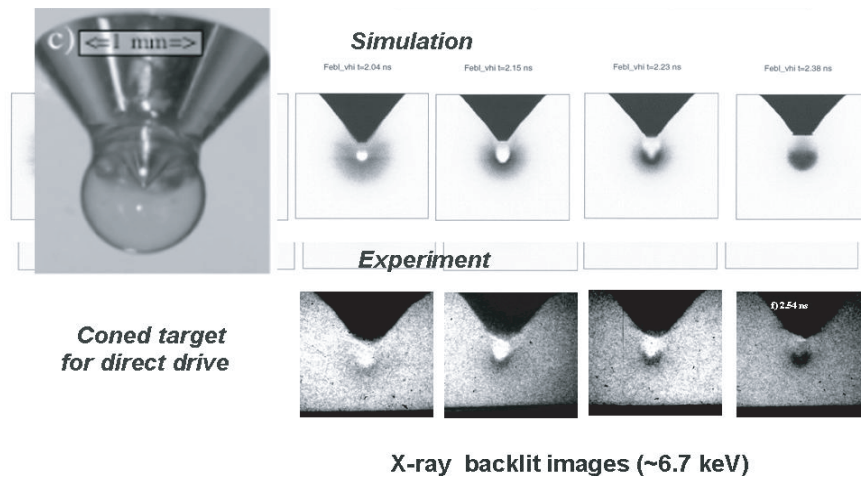 c) <=1 mm=>
Simulation
Febl_vhi t=2.04 ns
Febl_vhi t=2.15 ns
Febl_vhi t=2.23 ns
Febl_vhi t=2.38 ns
Experiment
f) 2.54 ns
Coned target
for direct drive
X-ray backlit images (~6.7 keV)